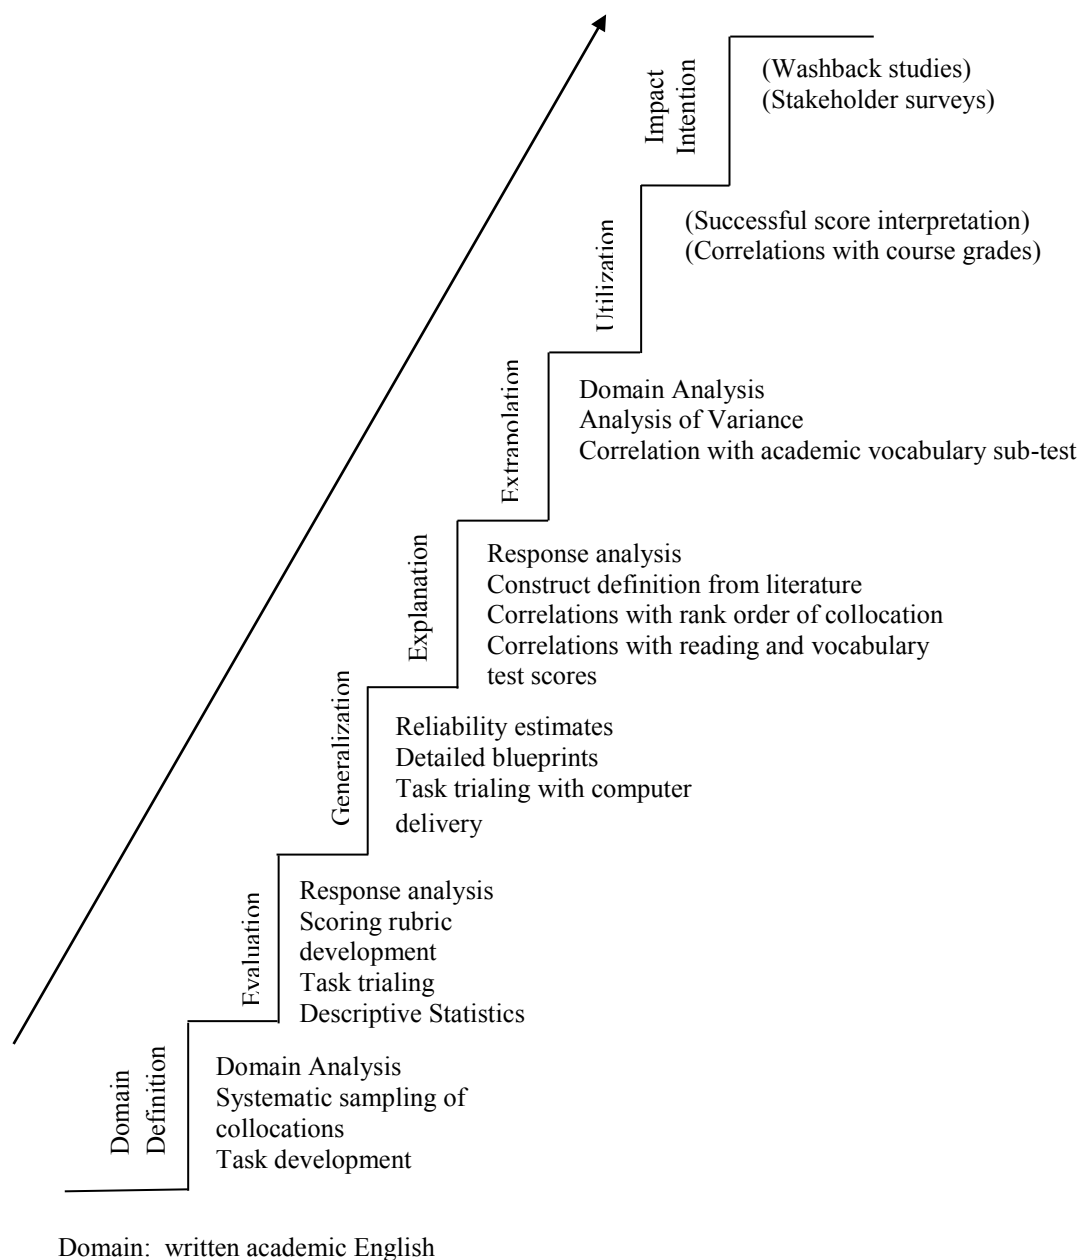 Impact
Intention
(Washback studies)
(Stakeholder surveys)
Utilization
(Successful score interpretation)
(Correlations with course grades)
Extrapolation
Domain Analysis
Analysis of Variance
Correlation with academic vocabulary sub-test
Explanation
Response analysis
Construct definition from literature
Correlations with rank order of collocation
Correlations with reading and vocabulary
test scores
Generalization
Reliability estimates
Detailed blueprints
Task trialing with computer
delivery
Evaluation
Response analysis
Scoring rubric
development
Task trialing
Descriptive Statistics
Domain
Definition
Domain Analysis
Systematic sampling of
collocations
Task development
Domain: written academic English